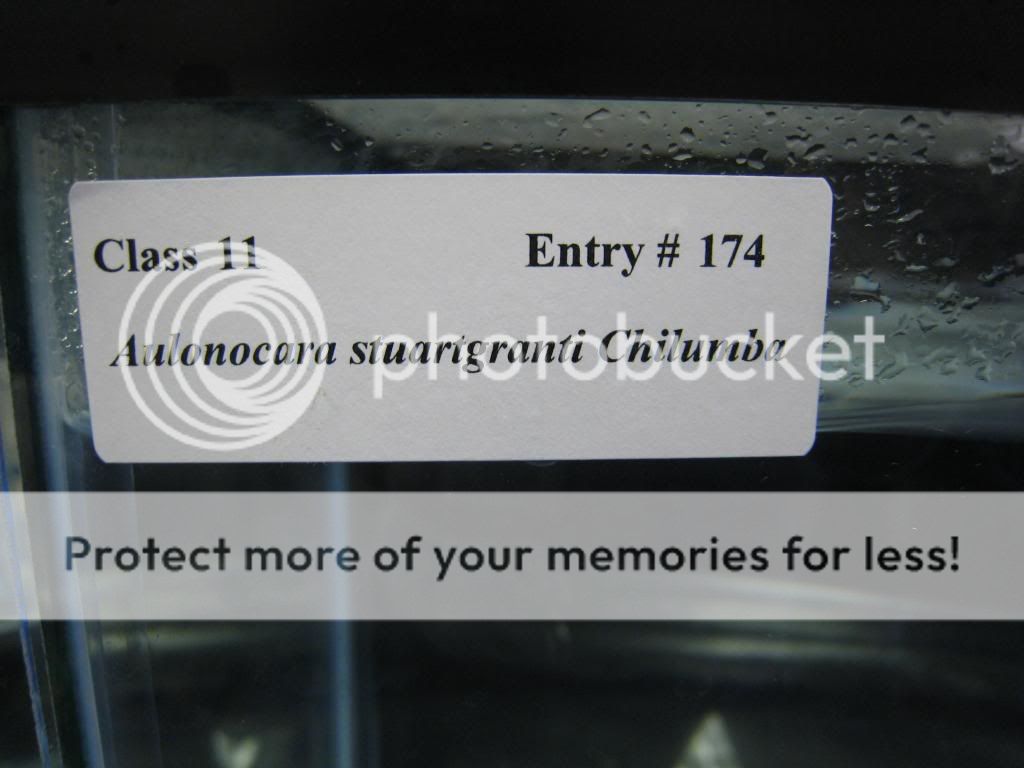 Class 11 Entry # 174
Aulonocara stuartgranti Chilumba
photobucket
Protect more of your memories for less!